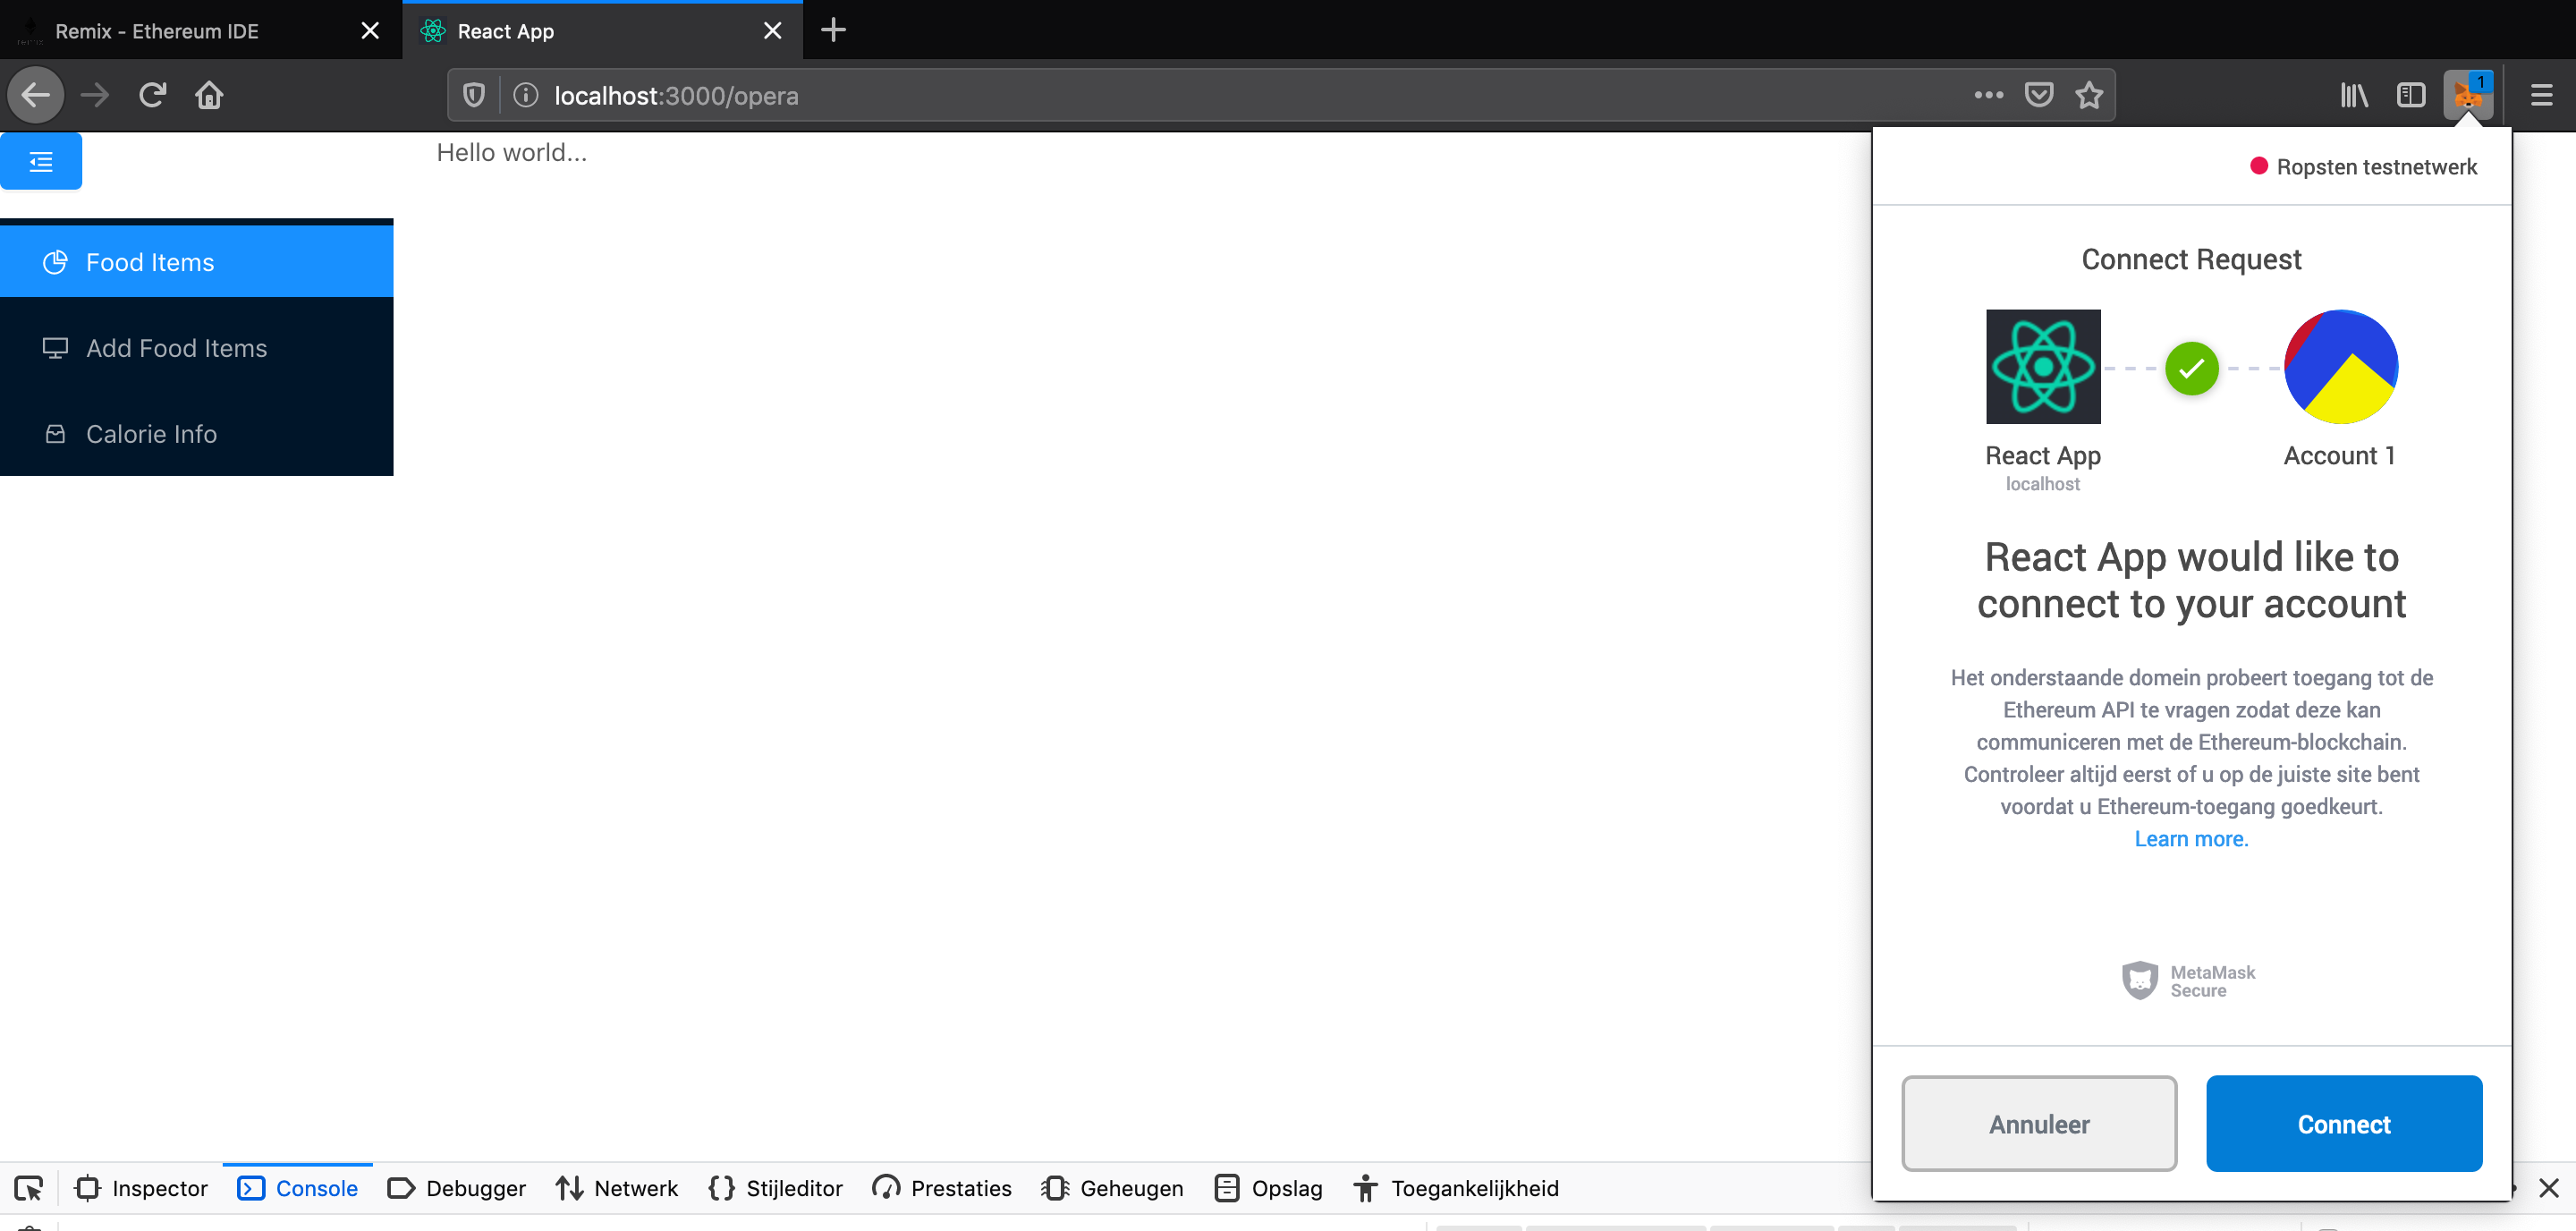 Remix - Ethereum IDE
React App
localhost:3000/opera
1
Hello world...
Food Items
Add Food Items
Calorie Info
Ropsten testnetwerk
Connect Request
React App
localhost
Account 1
React App would like to
connect to your account
Het onderstaande domein probeert toegang tot de
Ethereum API te vragen zodat deze kan
communiceren met de Ethereum-blockchain.
Controleer altijd eerst of u op de juiste site bent
voordat u Ethereum-toegang goedkeurt.
Learn more.
MetaMask
Secure
Annuleer
Connect
Inspector
Console
Debugger
Netwerk
Stijleditor
Prestaties
Geheugen
Opslag
Toegankelijkheid